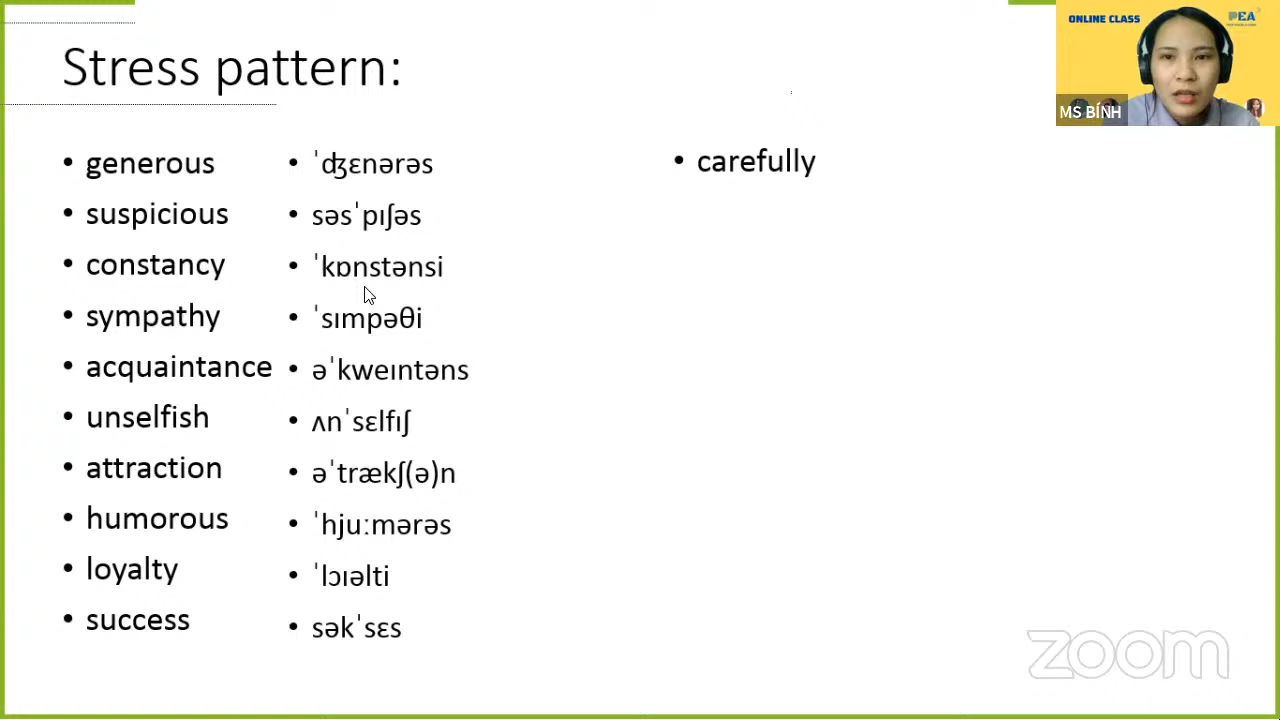 Stress pattern:
• generous
• suspicious
• constancy
• sympathy
• acquaintance
• unselfish
• attraction
• humorous
• loyalty
• success
• ˈʤɛnərəs
• səsˈpɪʃəs
• ˈkɒnstənsi
• ˈsɪmpəθi
• əˈkweɪntəns
• ʌnˈsɛlfɪʃ
• əˈtrækʃ(ə)n
• ˈhjuːmərəs
• ˈlɔɪəlti
• səkˈsɛs
• carefully
ONLINE CLASS
PEA
MS BÍNH
zoom